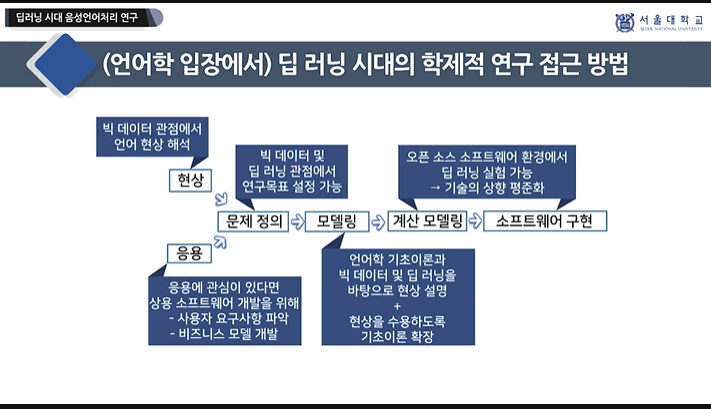 딥러닝 시대 음성언어처리 연구
서울대학교
SEOUL NATIONAL UNIVERSITY
(언어학 입장에서) 딥 러닝 시대의 학제적 연구 접근 방법
빅 데이터 관점에서
언어 현상 해석
현상
빅 데이터 및
딥 러닝 관점에서
연구목표 설정 가능
오픈 소스 소프트웨어 환경에서
딥 러닝 실험 가능
→ 기술의 상향 평준화
문제 정의
모델링
계산 모델링
소프트웨어 구현
응용
응용에 관심이 있다면
상용 소프트웨어 개발을 위해
- 사용자 요구사항 파악
- 비즈니스 모델 개발
언어학 기초이론과
빅 데이터 및 딥 러닝을
바탕으로 현상 설명
+
현상을 수용하도록
기초이론 확장